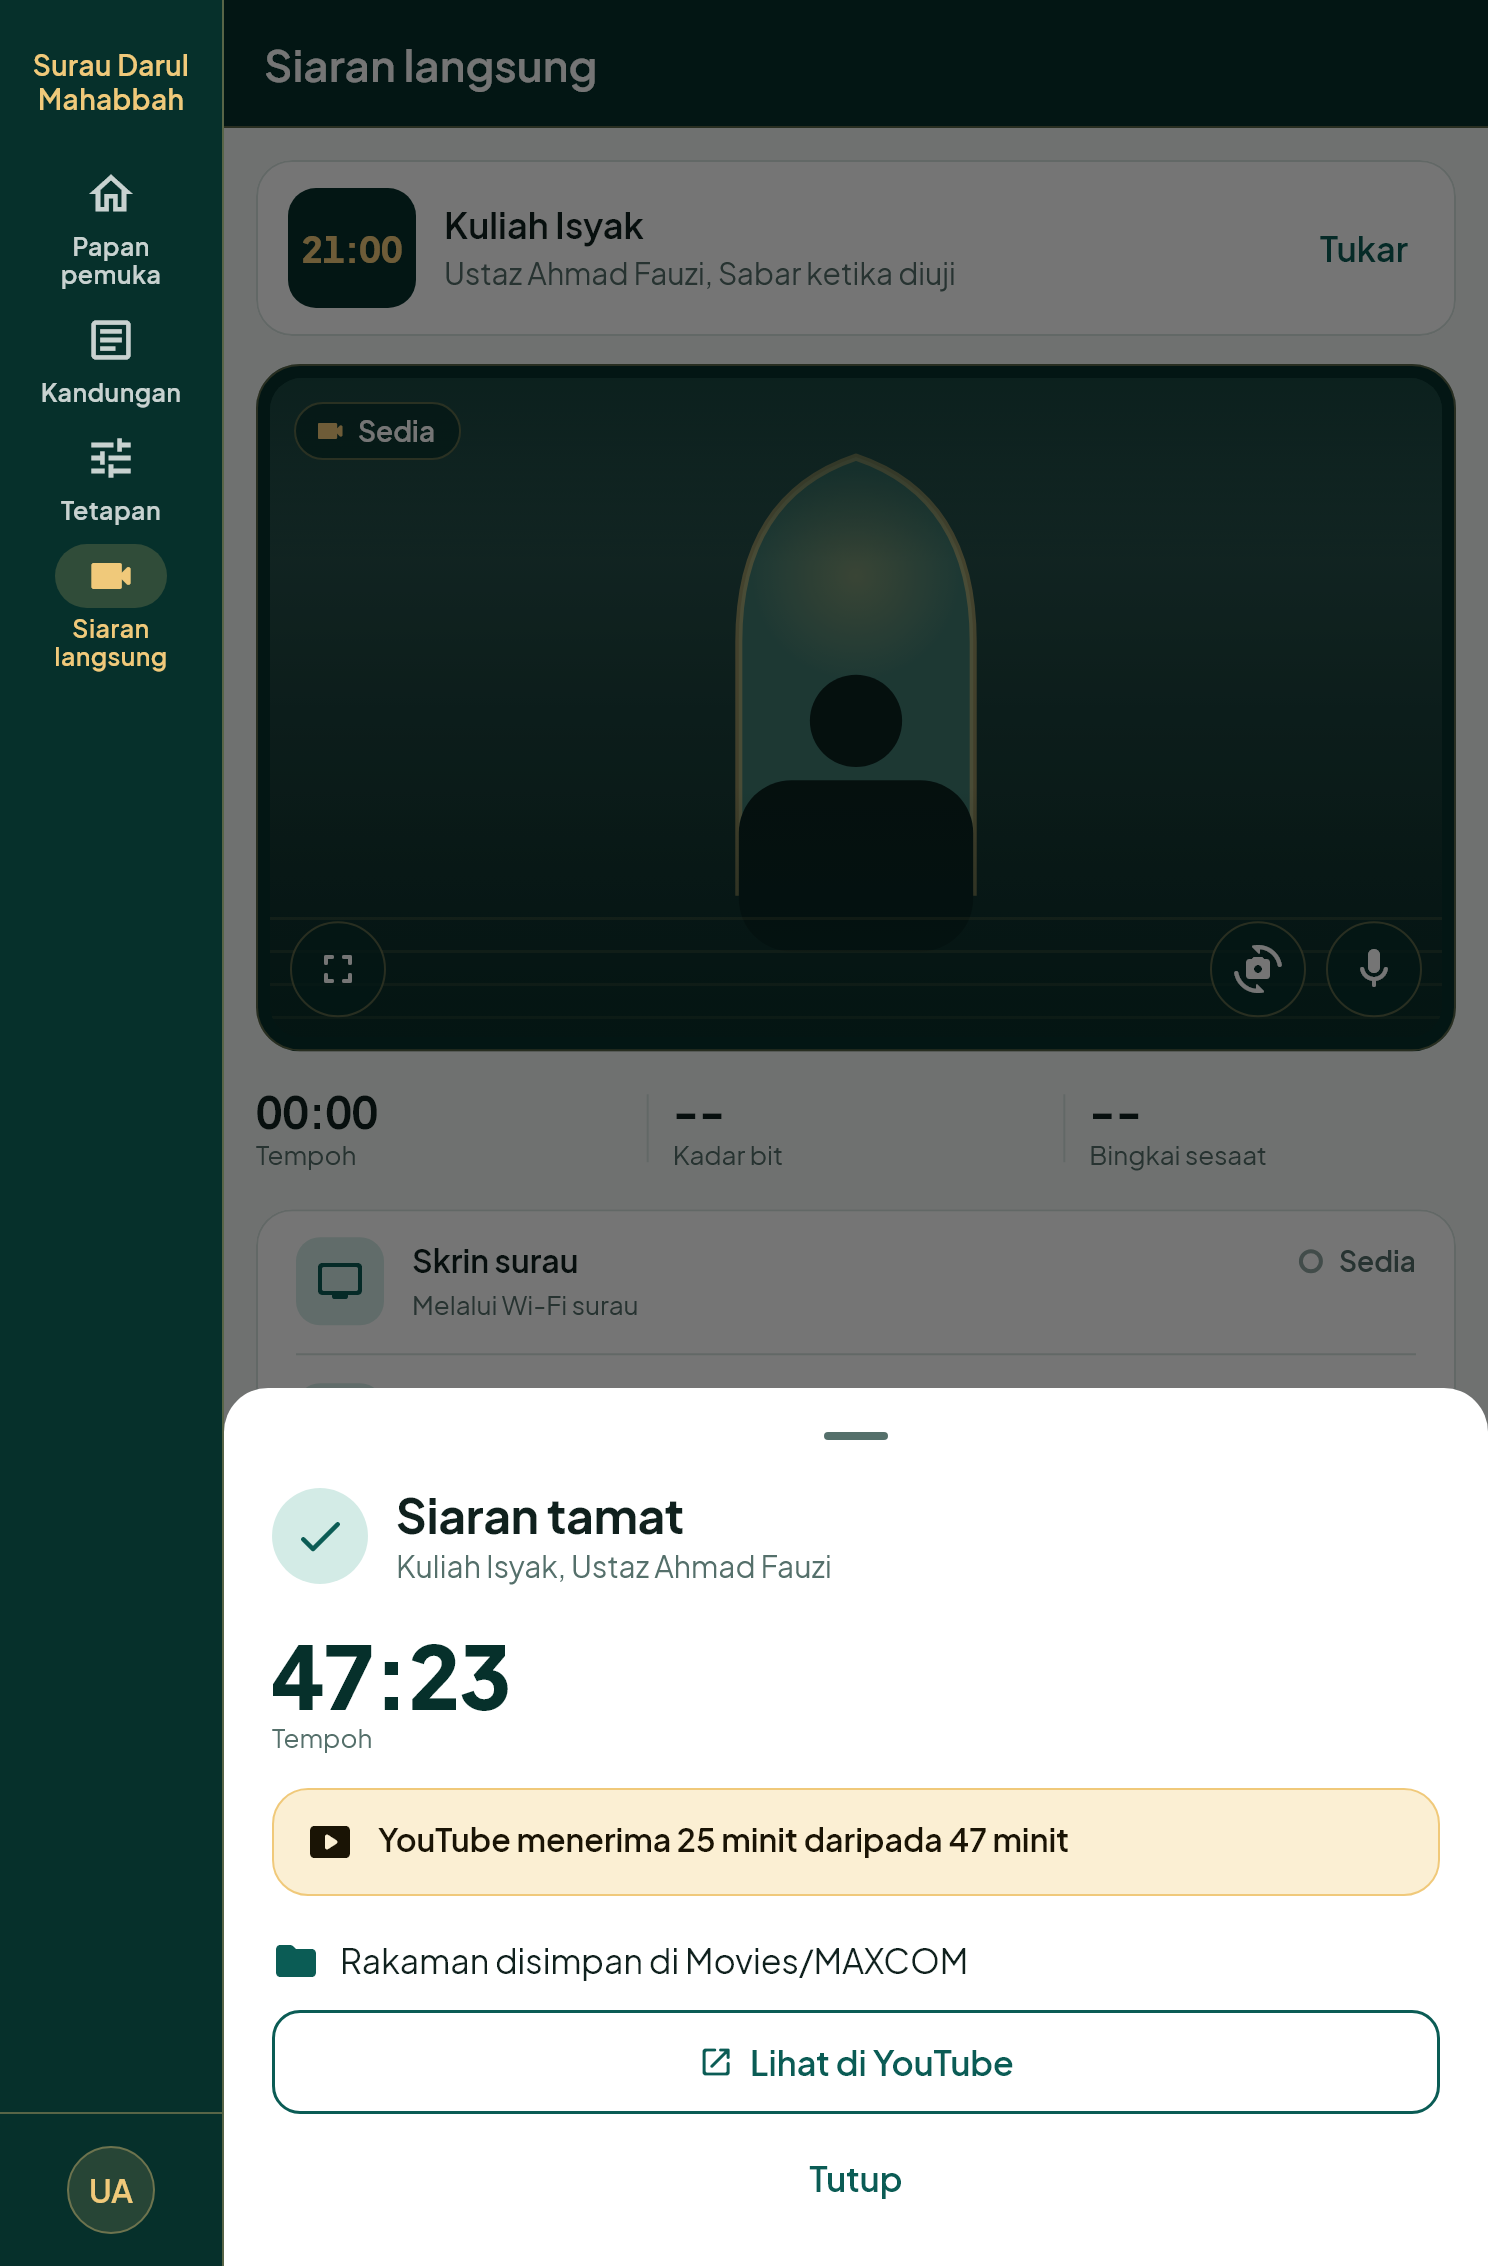 Surau Darul
Mahabbah
Papan
pemuka
Kandungan
Tetapan
Siaran
langsung
UA
Siaran langsung
21:00
Kuliah Isyak
Ustaz Ahmad Fauzi, Sabar ketika diuji
Tukar
Sedia
00:00
Tempoh
--
Kadar bit
--
Bingkai sesaat
Skrin surau
Melalui Wi-Fi surau
Sedia
Siaran tamat
Kuliah Isyak, Ustaz Ahmad Fauzi
47:23
Tempoh
YouTube menerima 25 minit daripada 47 minit
Rakaman disimpan di Movies/MAXCOM
Lihat di YouTube
Tutup